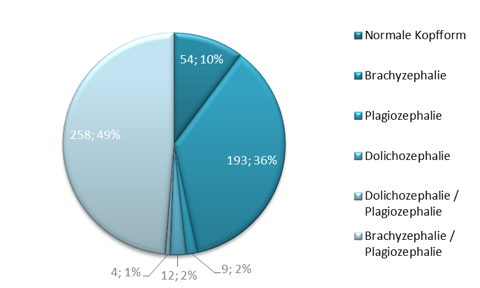 54; 10%
193; 36%
9; 2%
12; 2%
4; 1%
258; 49%
Normale Kopfform
Brachyzephalie
Plagiozephalie
Dolichozephalie
Dolichozephalie /
Plagiozephalie
Brachyzephalie /
Plagiozephalie